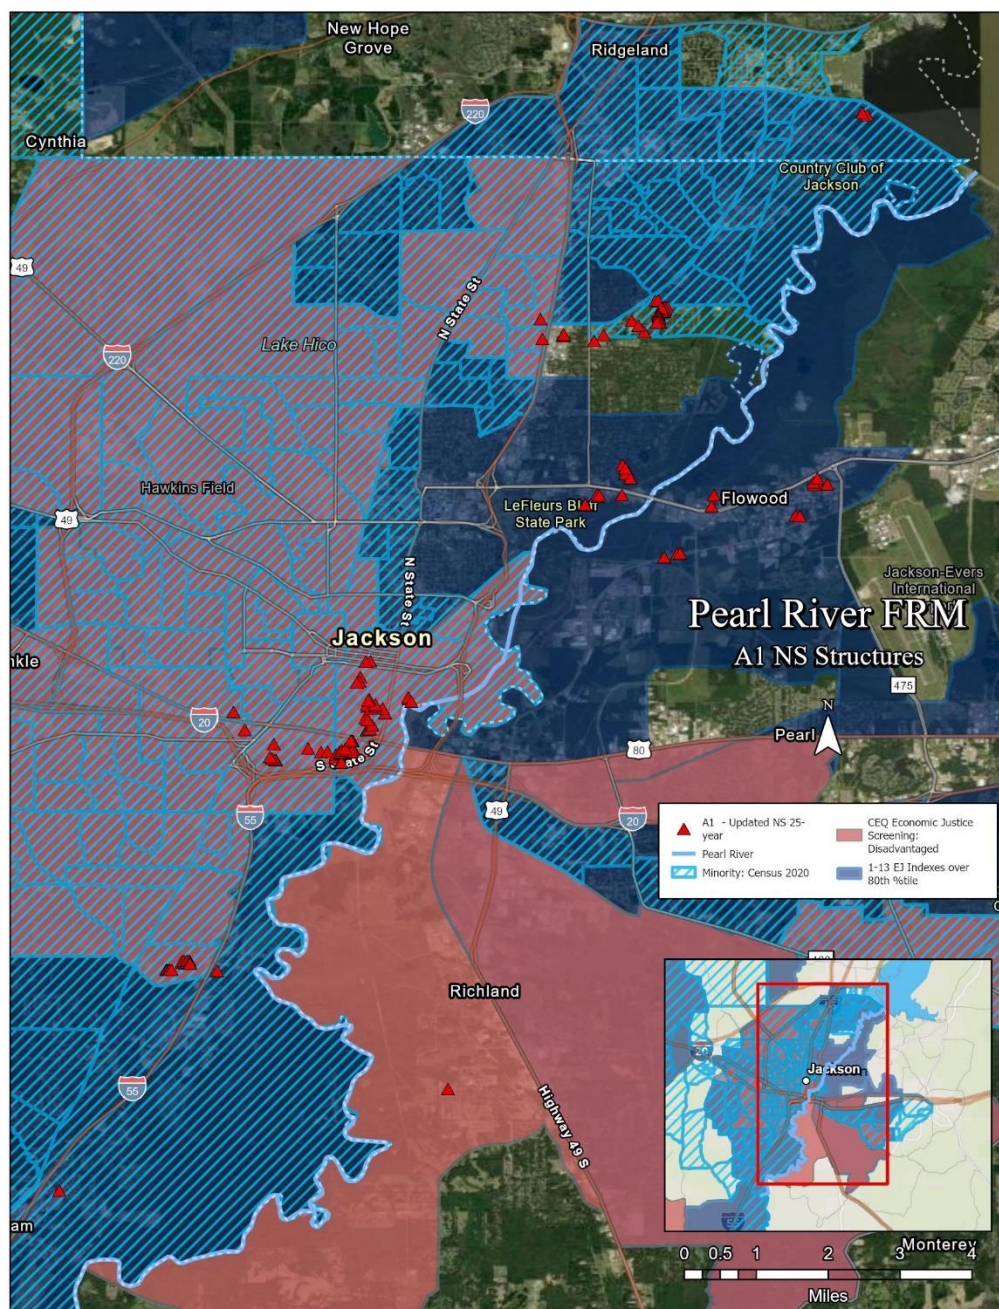 New Hope
Grove
Ridgeland
220
Cynthia
Country Club of
Jackson
49
N State St
Lake Hico
220
Hawkins Field
49
LeFleurs Bluff
State Park
Flowood
N State St
Jackson-Evers
International
Jackson
Pearl River FRM
A1 NS Structures
nkle
475
20
N
Pearl
80
S State St
55
49
20
A1 - Updated NS 25-
year
Pearl River
Minority: Census 2020
CEQ Economic Justice
Screening:
Disadvantaged
1-13 EJ Indexes over
80th %tile
Richland
Jackson
55
Highway 49 S
55
am
Monterey
0 0.5 1 2 3 4
Miles